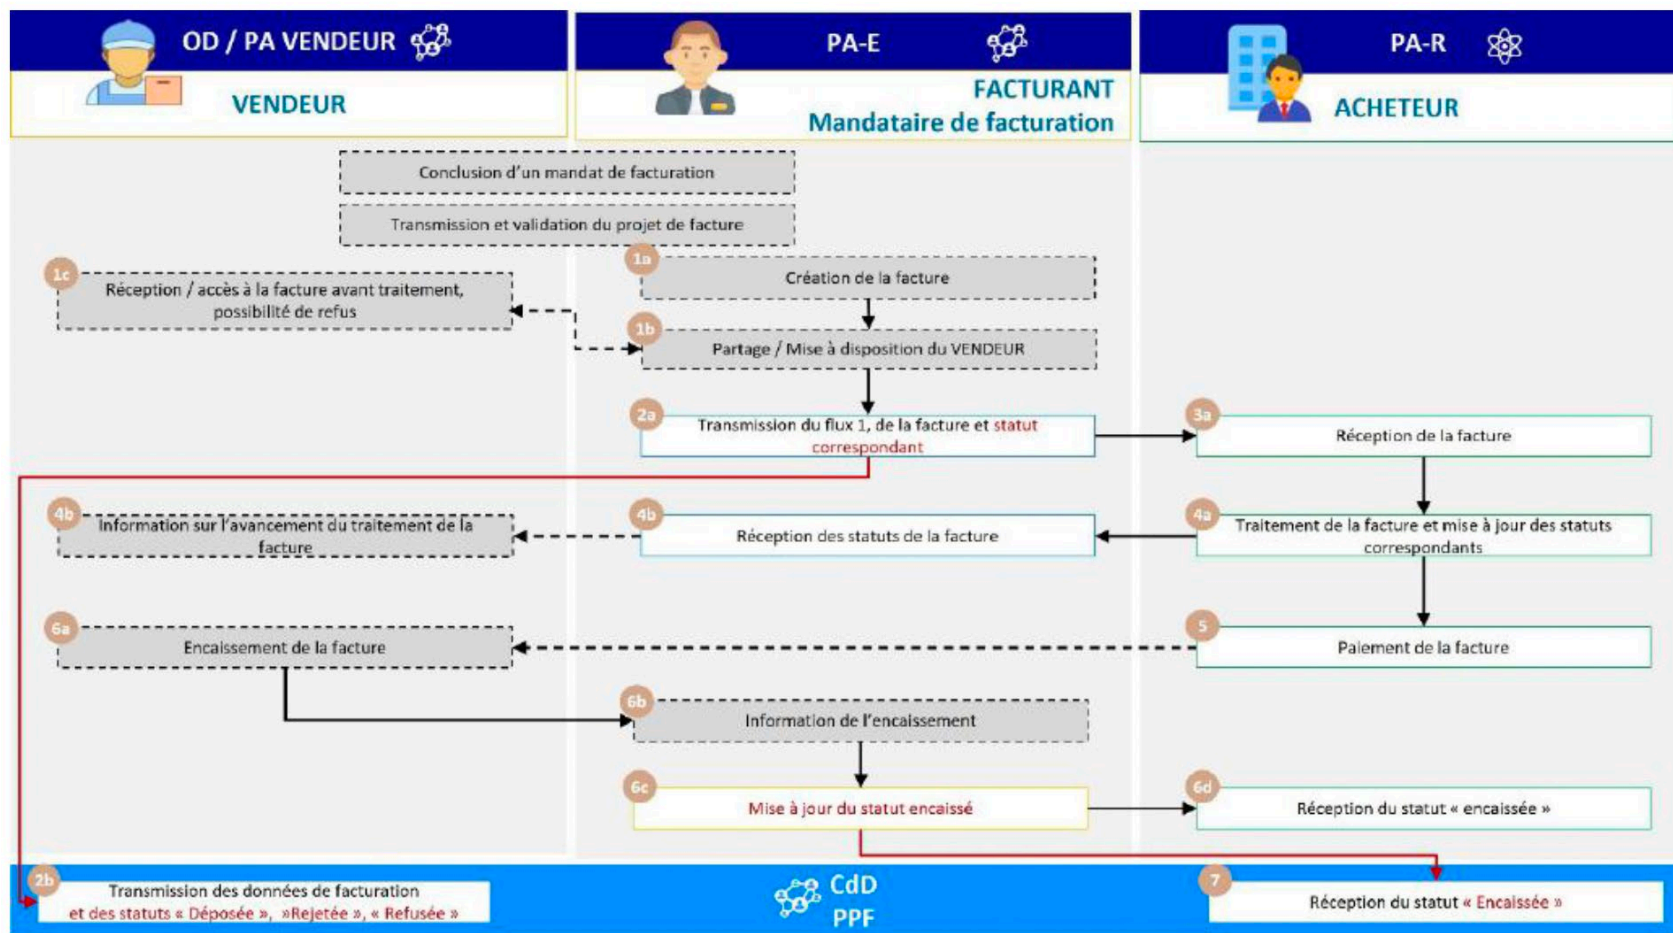 OD / PA VENDEUR
PA-E
PA-R
VENDEUR
FACTURANT
Mandataire de facturation
ACHETEUR
Conclusion d'un mandat de facturation
Transmission et validation du projet de facture
1c
Réception / accès à la facture avant traitement,
possibilité de refus
1a
Création de la facture
1b
Partage / Mise à disposition du VENDEUR
2a
Transmission du flux 1, de la facture et statut
correspondant
3a
Réception de la facture
4b
Information sur l'avancement du traitement de la
facture
4b
Réception des statuts de la facture
4a
Traitement de la facture et mise à jour des statuts
correspondants
6a
Encaissement de la facture
5
Paiement de la facture
6b
Information de l'encaissement
6c
Mise à jour du statut encaissé
6d
Réception du statut « encaissée »
2b
Transmission des données de facturation
et des statuts « Déposée », »Rejetée », « Refusée »
CdD
PPF
7
Réception du statut « Encaissée »